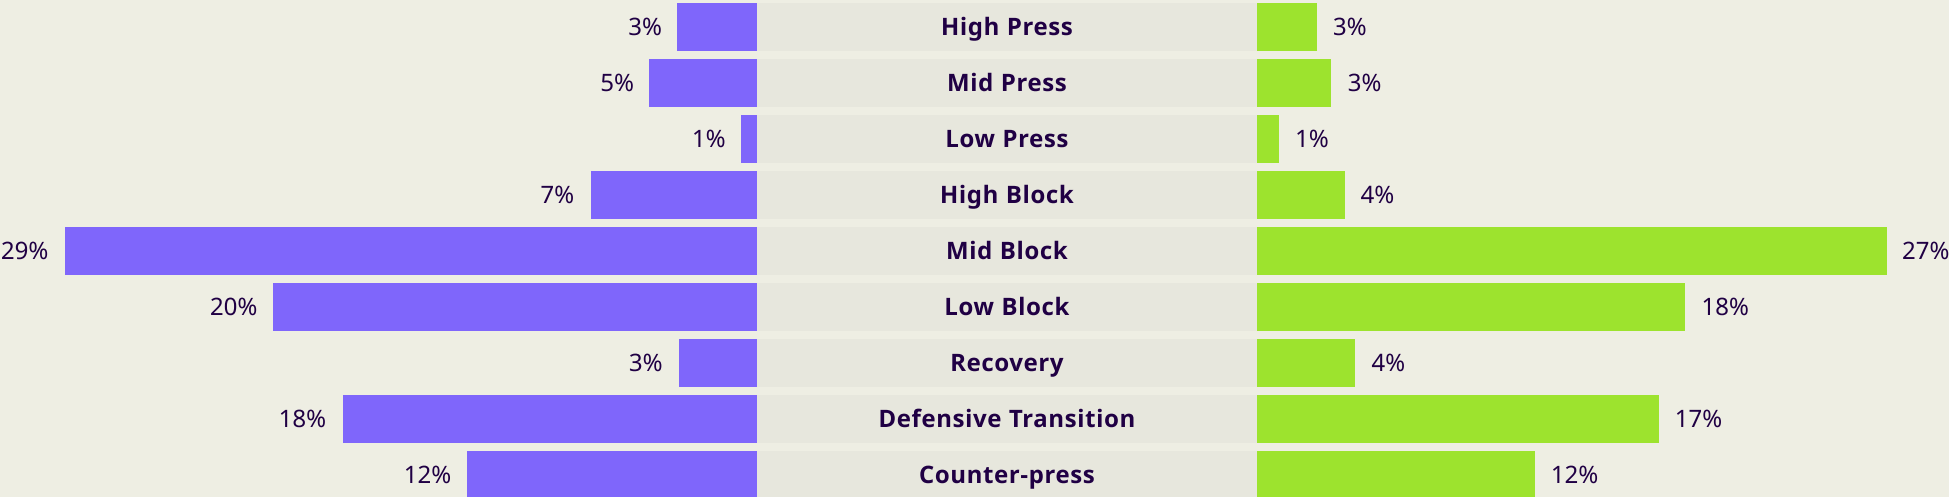 3% High Press 3%
5% Mid Press 3%
1% Low Press 1%
7% High Block 4%
29% Mid Block 27%
20% Low Block 18%
3% Recovery 4%
18% Defensive Transition 17%
12% Counter-press 12%